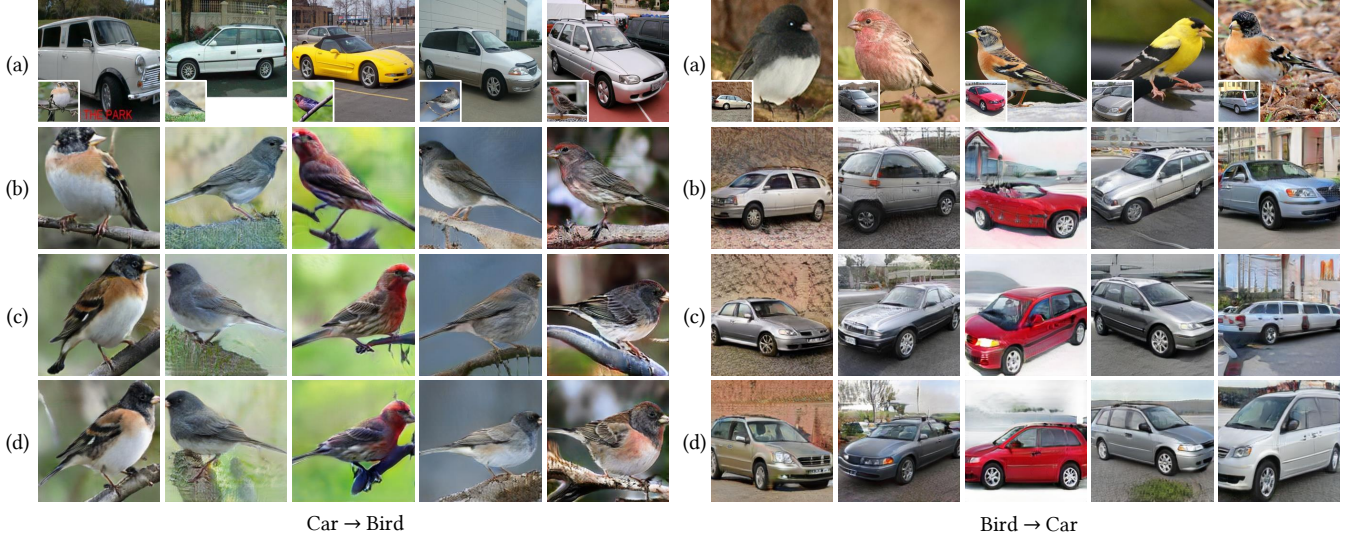 (a)
(b)
(c)
(d)
THE PARK
Car → Bird
(a)
(b)
(c)
(d)
Bird → Car